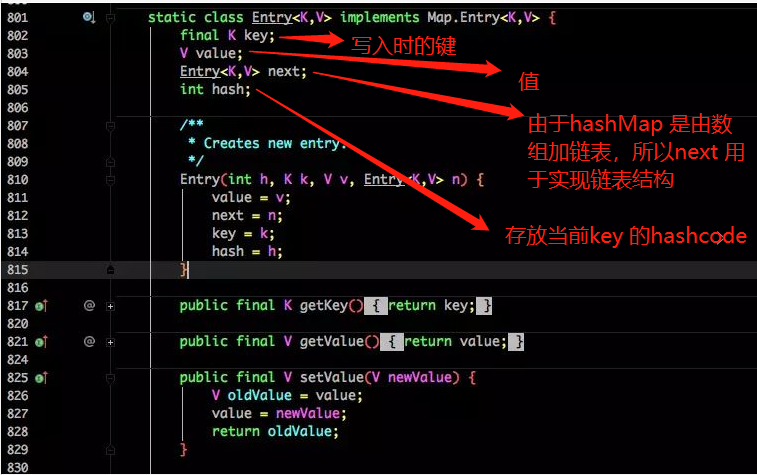 801 static class Entry<K,V> implements Map.Entry<K,V> {
802 final K key; 写入时的键
803 V value; 值
804 Entry<K,V> next; 由于hashMap 是由数
组加链表，所以next 用
于实现链表结构
805 int hash; 存放当前key 的hashcode
806
807 /**
808 * Creates new entry.
809 */
810 Entry(int h, K k, V v, Entry<K,V> n) {
811 value = v;
812 next = n;
813 key = k;
814 hash = h;
815 }
816
817 @ public final K getKey() { return key; }
820
821 @ public final V getValue() { return value; }
824
825 public final V setValue(V newValue) {
826 V oldValue = value;
827 value = newValue;
828 return oldValue;
829 }
830